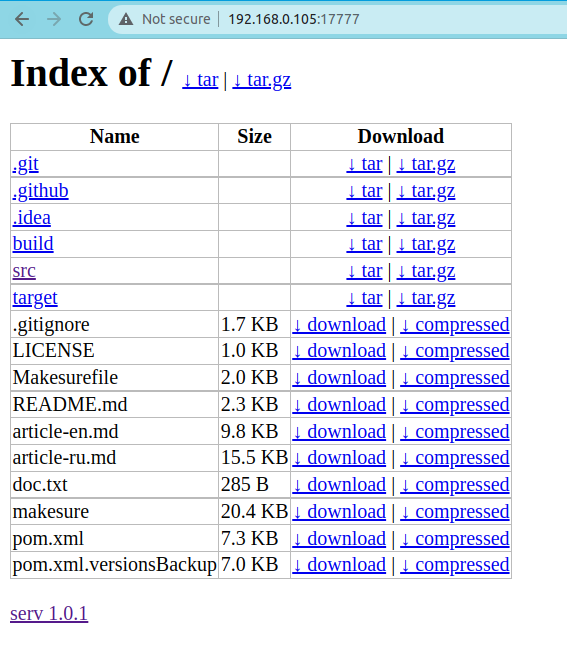 Not secure | 192.168.0.105:17777
Index of / ↓ tar | ↓ tar.gz
Name Size Download
.git ↓ tar | ↓ tar.gz
.github ↓ tar | ↓ tar.gz
.idea ↓ tar | ↓ tar.gz
build ↓ tar | ↓ tar.gz
src ↓ tar | ↓ tar.gz
target ↓ tar | ↓ tar.gz
.gitignore 1.7 KB ↓ download | ↓ compressed
LICENSE 1.0 KB ↓ download | ↓ compressed
Makesurefile 2.0 KB ↓ download | ↓ compressed
README.md 2.3 KB ↓ download | ↓ compressed
article-en.md 9.8 KB ↓ download | ↓ compressed
article-ru.md 15.5 KB ↓ download | ↓ compressed
doc.txt 285 B ↓ download | ↓ compressed
makesure 20.4 KB ↓ download | ↓ compressed
pom.xml 7.3 KB ↓ download | ↓ compressed
pom.xml.versionsBackup 7.0 KB ↓ download | ↓ compressed
serv 1.0.1